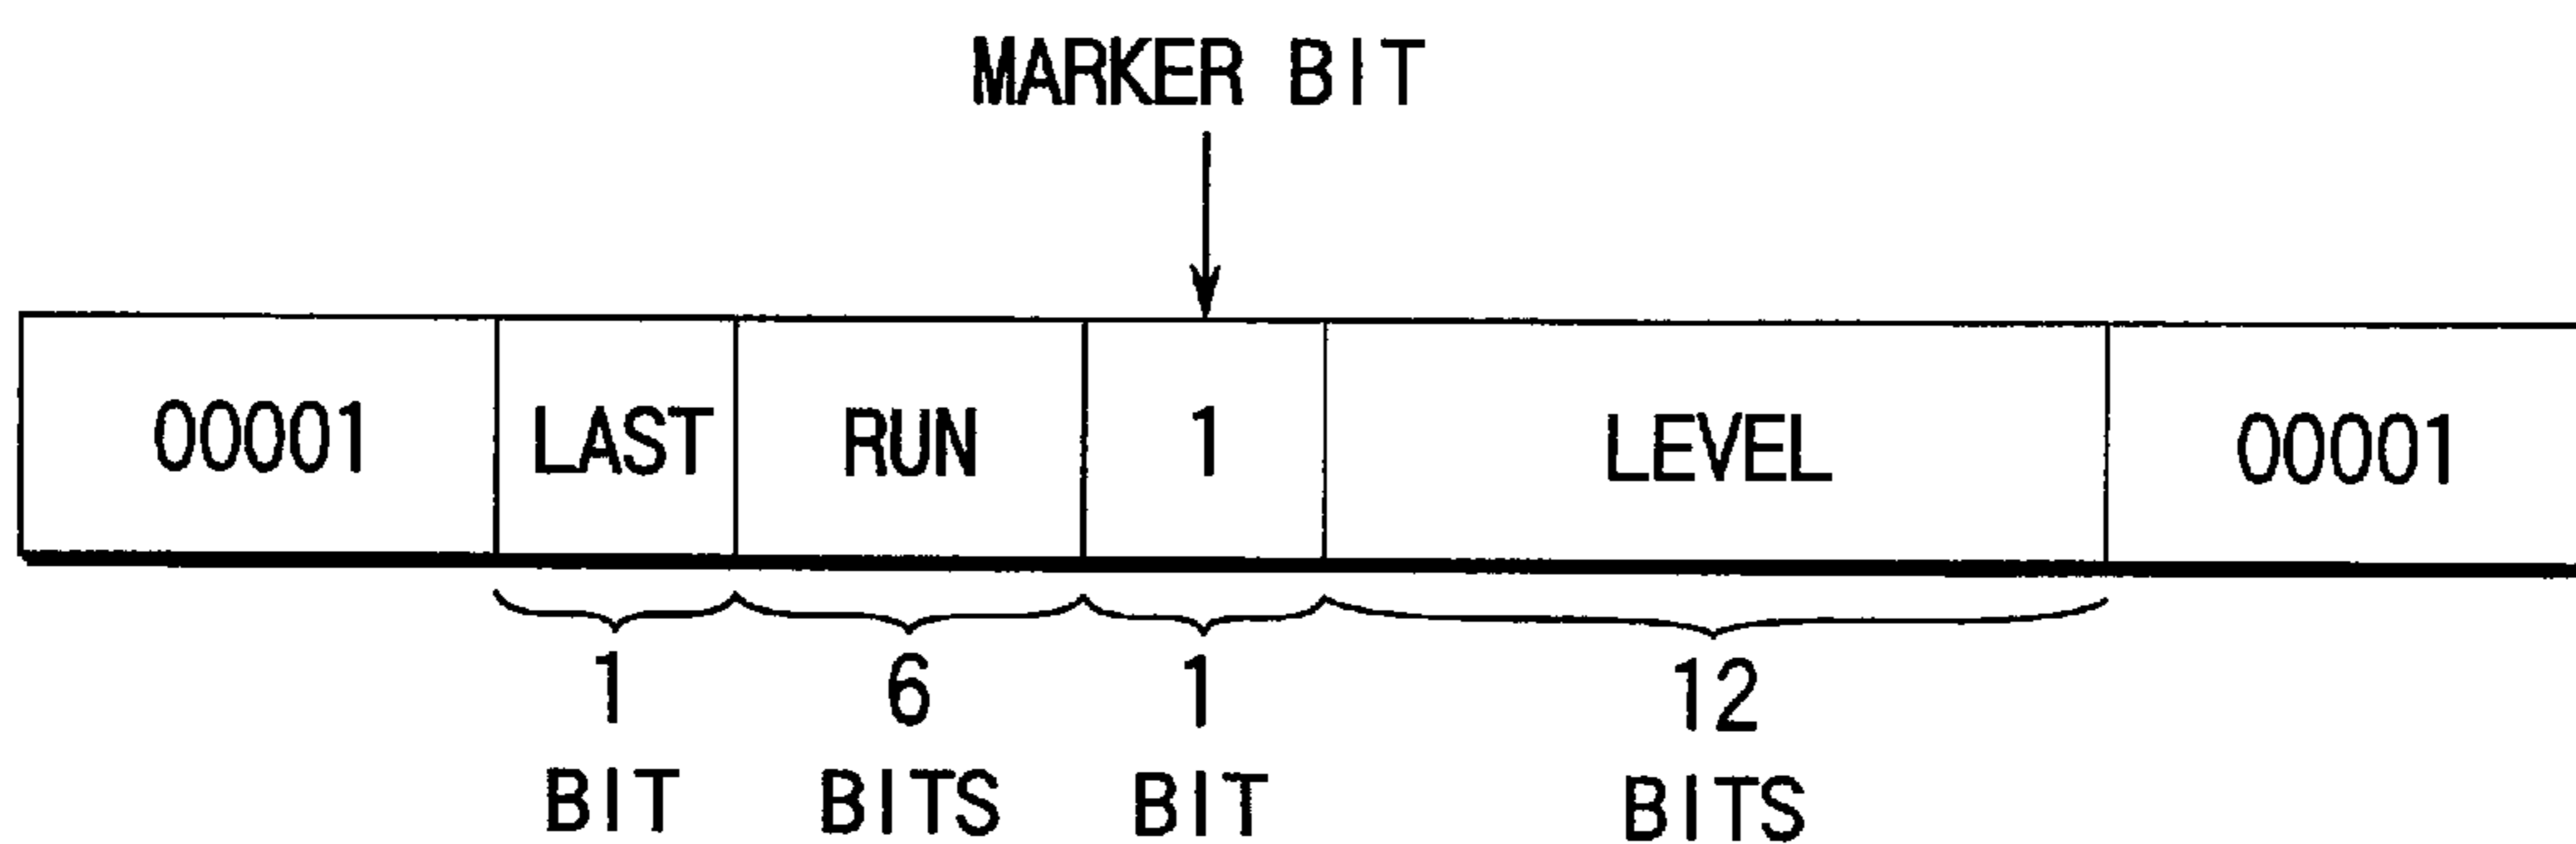 MARKER BIT
00001 LAST RUN 1 LEVEL 00001
1 6 1 12
BIT BITS BIT BITS